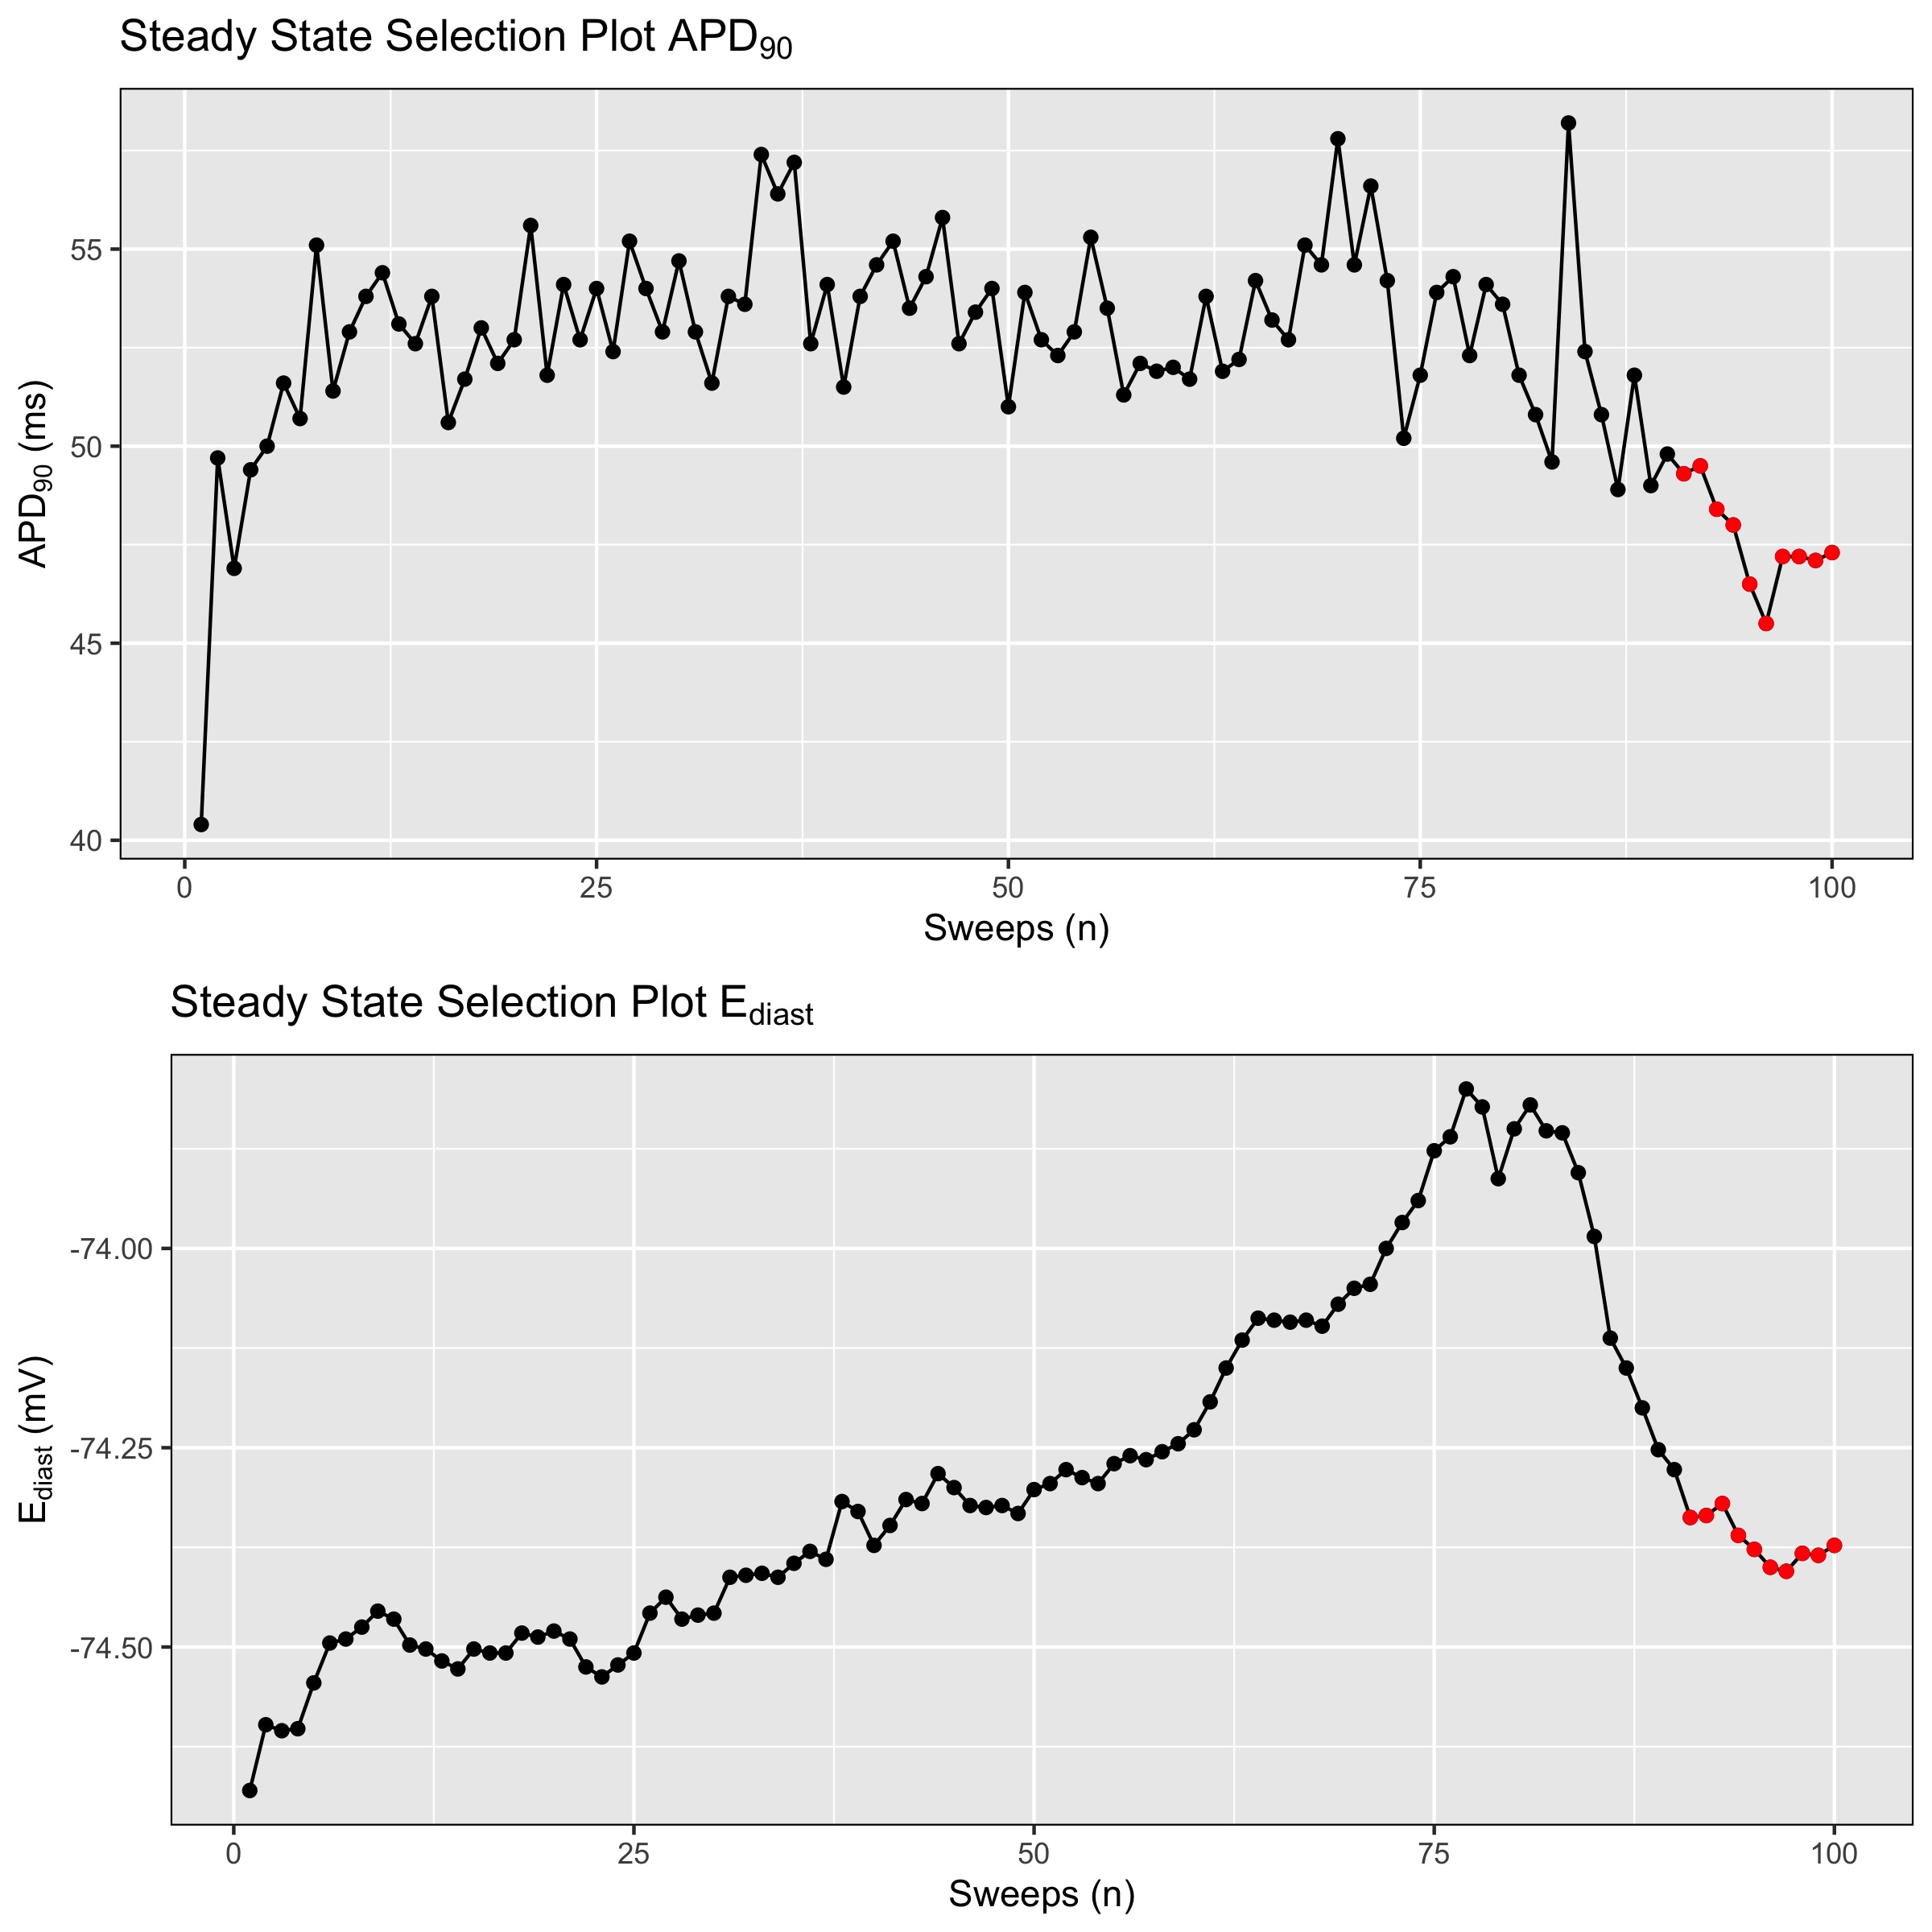 Steady State Selection Plot APD90
APD90 (ms)
55
50
45
40
0 25 50 75 100
Sweeps (n)
Steady State Selection Plot Ediast
Ediast (mV)
-74.00
-74.25
-74.50
0 25 50 75 100
Sweeps (n)